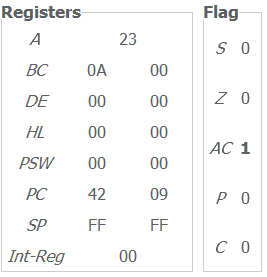 Registers
A 23
BC 0A 00
DE 00 00
HL 00 00
PSW 00 00
PC 42 09
SP FF FF
Int-Reg 00
Flag
S 0
Z 0
AC 1
P 0
C 0